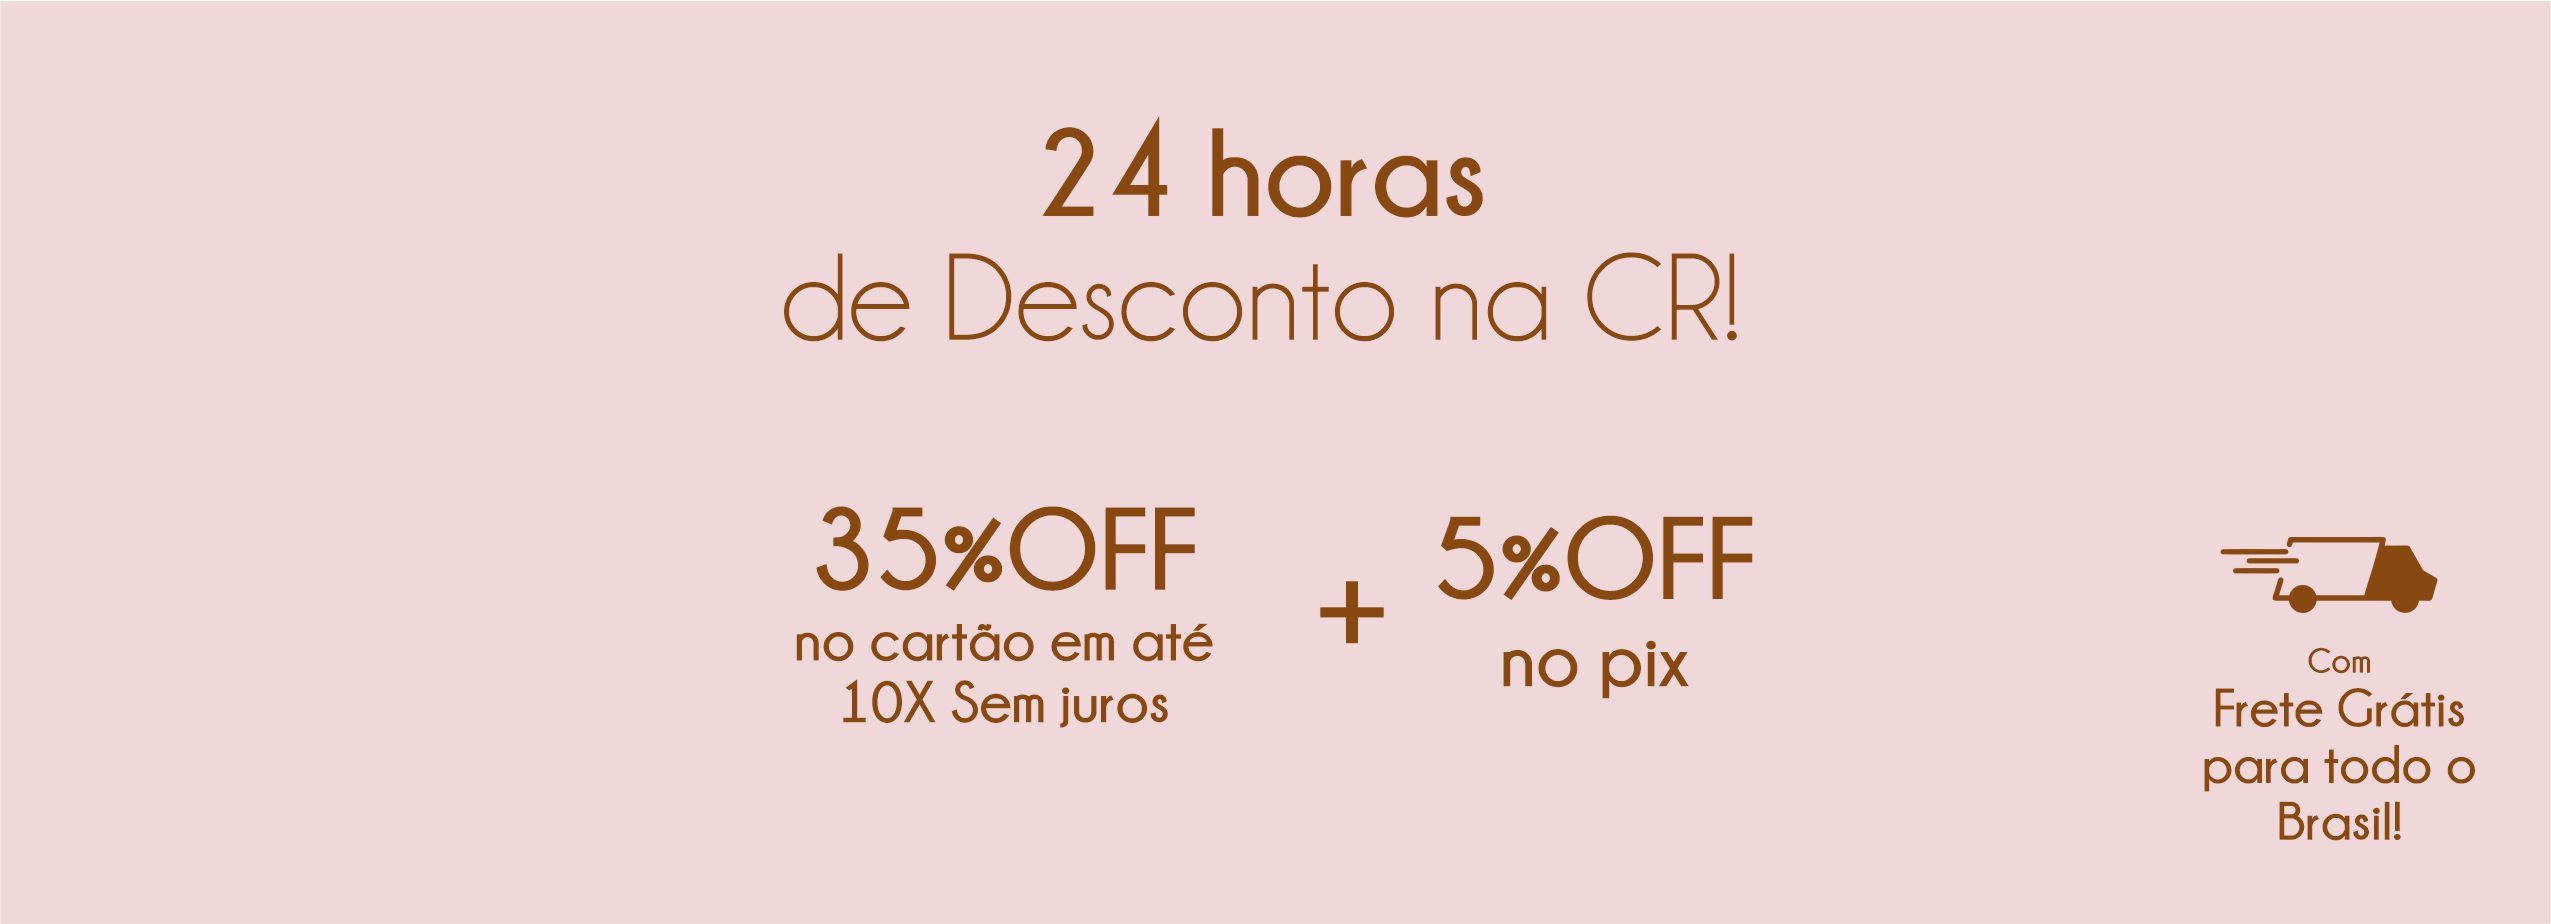 24 horas
de Desconto na CR!
35%OFF
no cartão em até
10X Sem juros
+
5%OFF
no pix
Com
Frete Grátis
para todo o
Brasil!